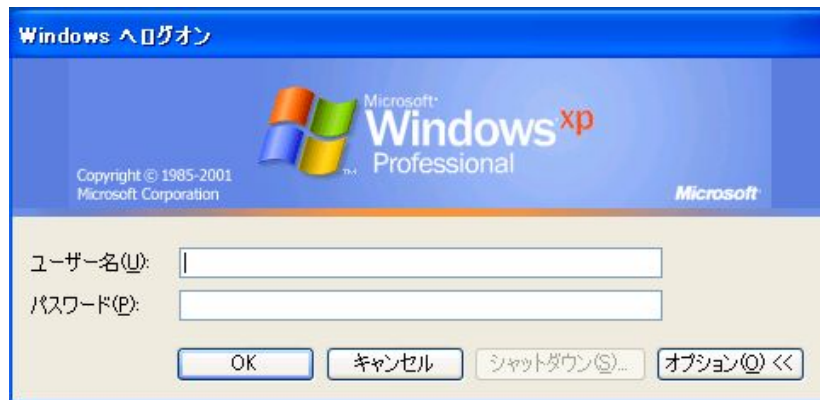 Windows へログオン
Microsoft®
Windows xp
Professional
Copyright © 1985-2001
Microsoft Corporation
Microsoft®
ユーザー名(U):
パスワード(P):
OK キャンセル シャットダウン(S)... オプション(O) <<